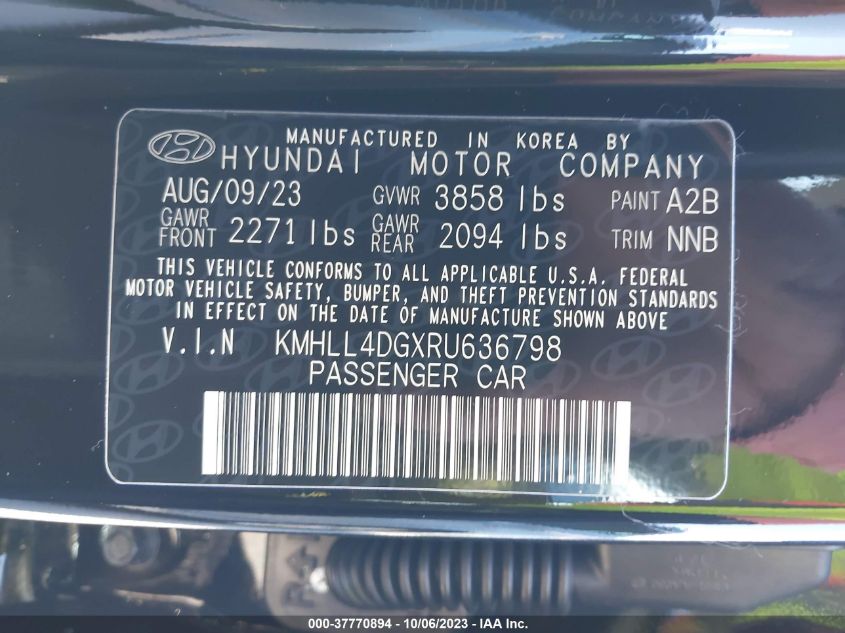 MANUFACTURED IN KOREA BY
HYUNDAI MOTOR COMPANY
AUG/09/23 GVWR 3858 lbs PAINT A2B
GAWR FRONT 2271 lbs GAWR REAR 2094 lbs TRIM NNB
THIS VEHICLE CONFORMS TO ALL APPLICABLE U.S.A. FEDERAL
MOTOR VEHICLE SAFETY, BUMPER, AND THEFT PREVENTION STANDARDS
IN EFFECT ON THE DATE OF MANUFACTURE SHOWN ABOVE
V.I.N KMHLL4DGXRU636798
PASSENGER CAR
000-37770894 - 10/06/2023 - IAA Inc.